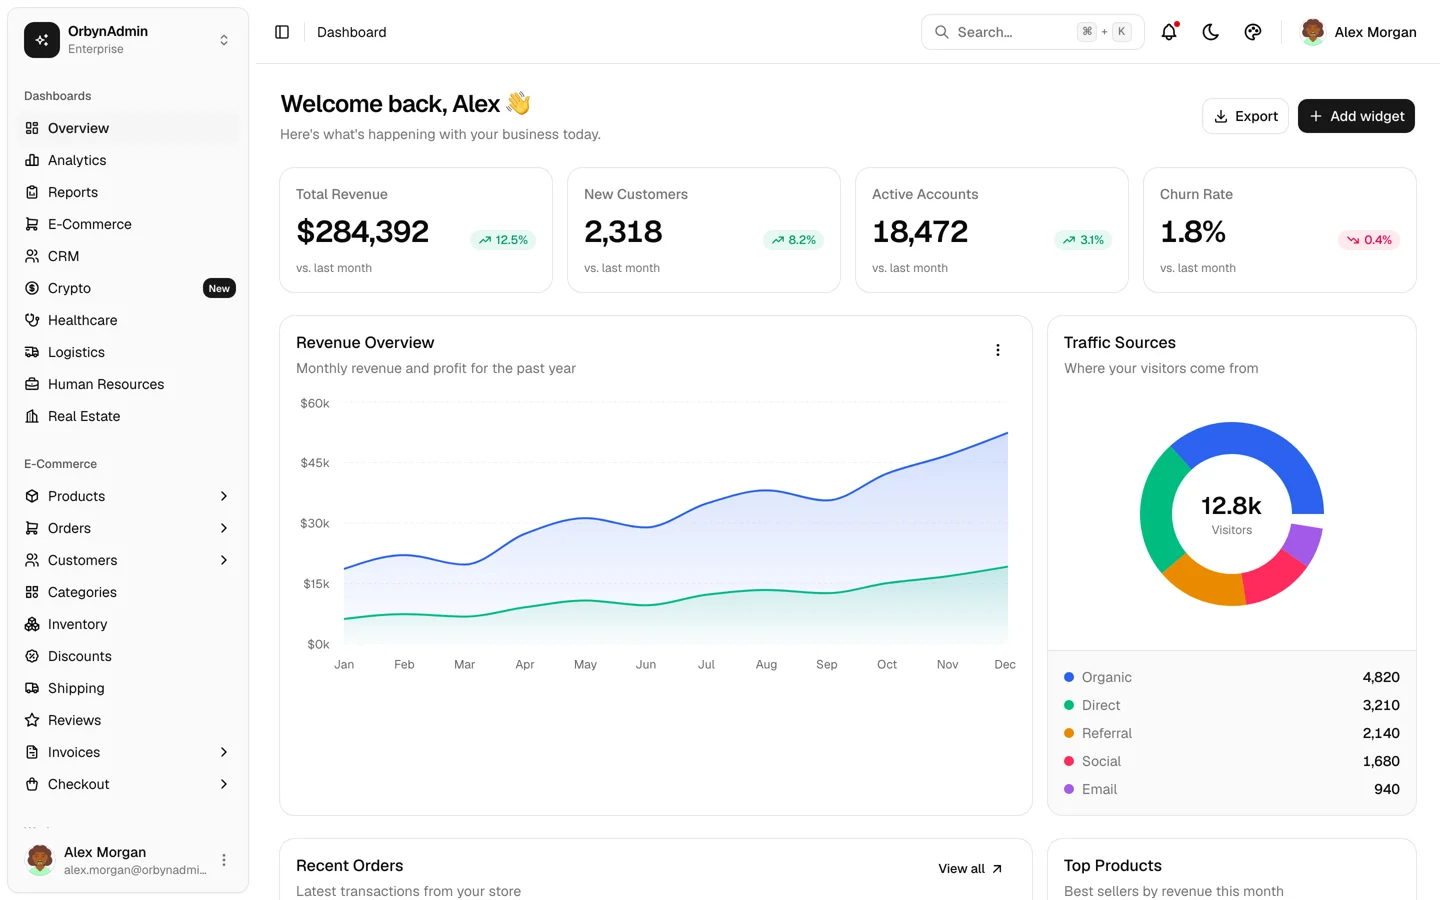 OrbynAdmin
Enterprise
Dashboards
Overview
Analytics
Reports
E-Commerce
CRM
Crypto New
Healthcare
Logistics
Human Resources
Real Estate
E-Commerce
Products
Orders
Customers
Categories
Inventory
Discounts
Shipping
Reviews
Invoices
Checkout
Alex Morgan
alex.morgan@orbynadmi...
Dashboard
Search...
⌘ + K
Alex Morgan
Welcome back, Alex 👋
Here's what's happening with your business today.
Export
Add widget
Total Revenue
$284,392
12.5%
vs. last month
New Customers
2,318
8.2%
vs. last month
Active Accounts
18,472
3.1%
vs. last month
Churn Rate
1.8%
0.4%
vs. last month
Revenue Overview
Monthly revenue and profit for the past year
$60k
$45k
$30k
$15k
$0k
Jan Feb Mar Apr May Jun Jul Aug Sep Oct Nov Dec
Traffic Sources
Where your visitors come from
12.8k
Visitors
Organic 4,820
Direct 3,210
Referral 2,140
Social 1,680
Email 940
Recent Orders
Latest transactions from your store
View all
Top Products
Best sellers by revenue this month